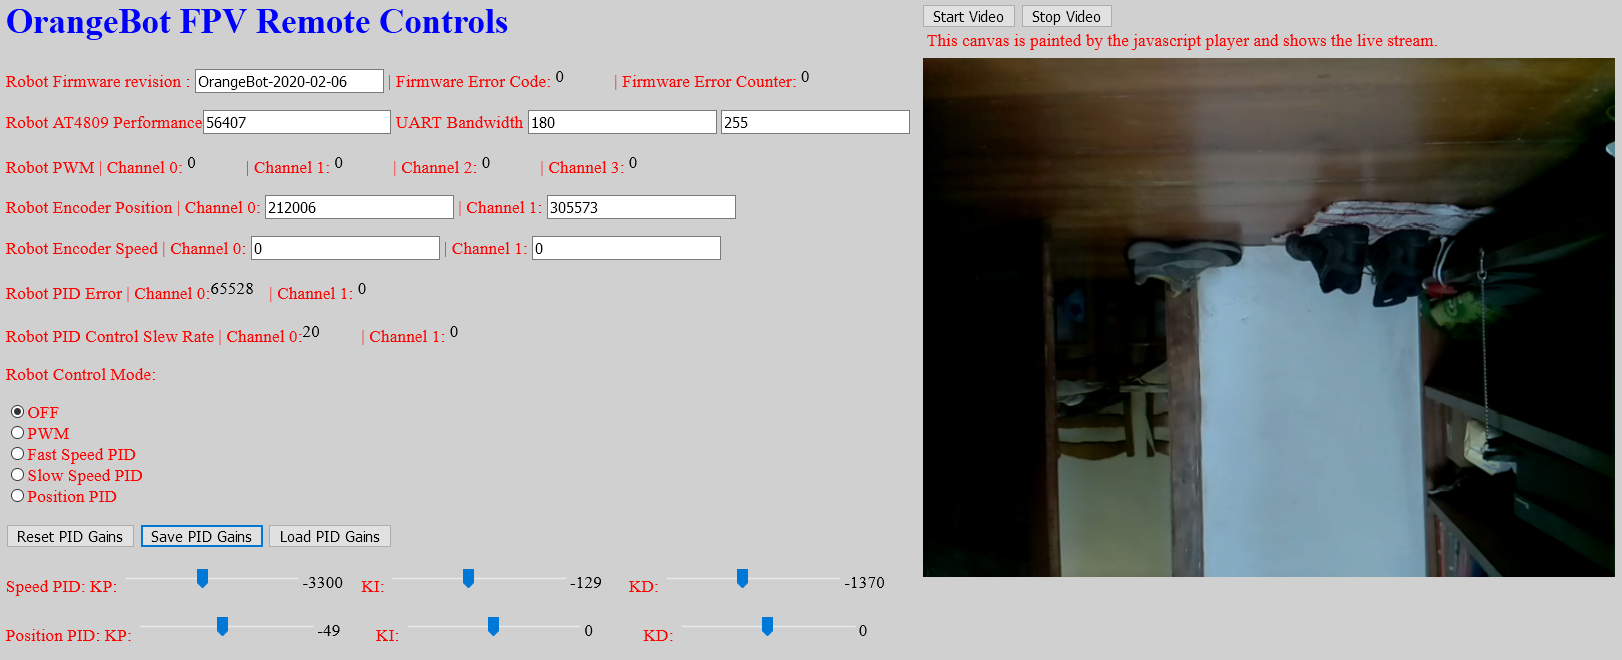 OrangeBot FPV Remote Controls
Robot Firmware revision : OrangeBot-2020-02-06 | Firmware Error Code: 0 | Firmware Error Counter: 0
Robot AT4809 Performance 56407 UART Bandwidth 180 255
Robot PWM | Channel 0: 0 | Channel 1: 0 | Channel 2: 0 | Channel 3: 0
Robot Encoder Position | Channel 0: 212006 | Channel 1: 305573
Robot Encoder Speed | Channel 0: 0 | Channel 1: 0
Robot PID Error | Channel 0:65528 | Channel 1: 0
Robot PID Control Slew Rate | Channel 0:20 | Channel 1: 0
Robot Control Mode:
OFF
PWM
Fast Speed PID
Slow Speed PID
Position PID
Reset PID Gains Save PID Gains Load PID Gains
Speed PID: KP: -3300 KI: -129 KD: -1370
Position PID: KP: -49 KI: 0 KD: 0
Start Video Stop Video
This canvas is painted by the javascript player and shows the live stream.